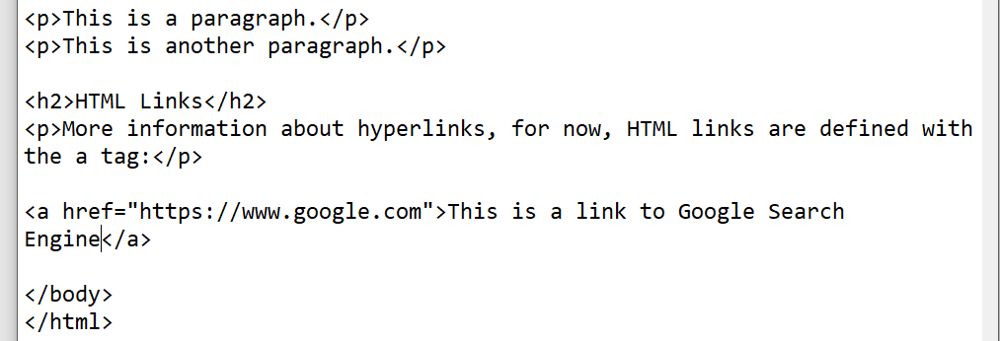 <p>This is a paragraph.</p>
<p>This is another paragraph.</p>
<h2>HTML Links</h2>
<p>More information about hyperlinks, for now, HTML links are defined with
the a tag:</p>
<a href="https://www.google.com">This is a link to Google Search
Engine</a>
</body>
</html>